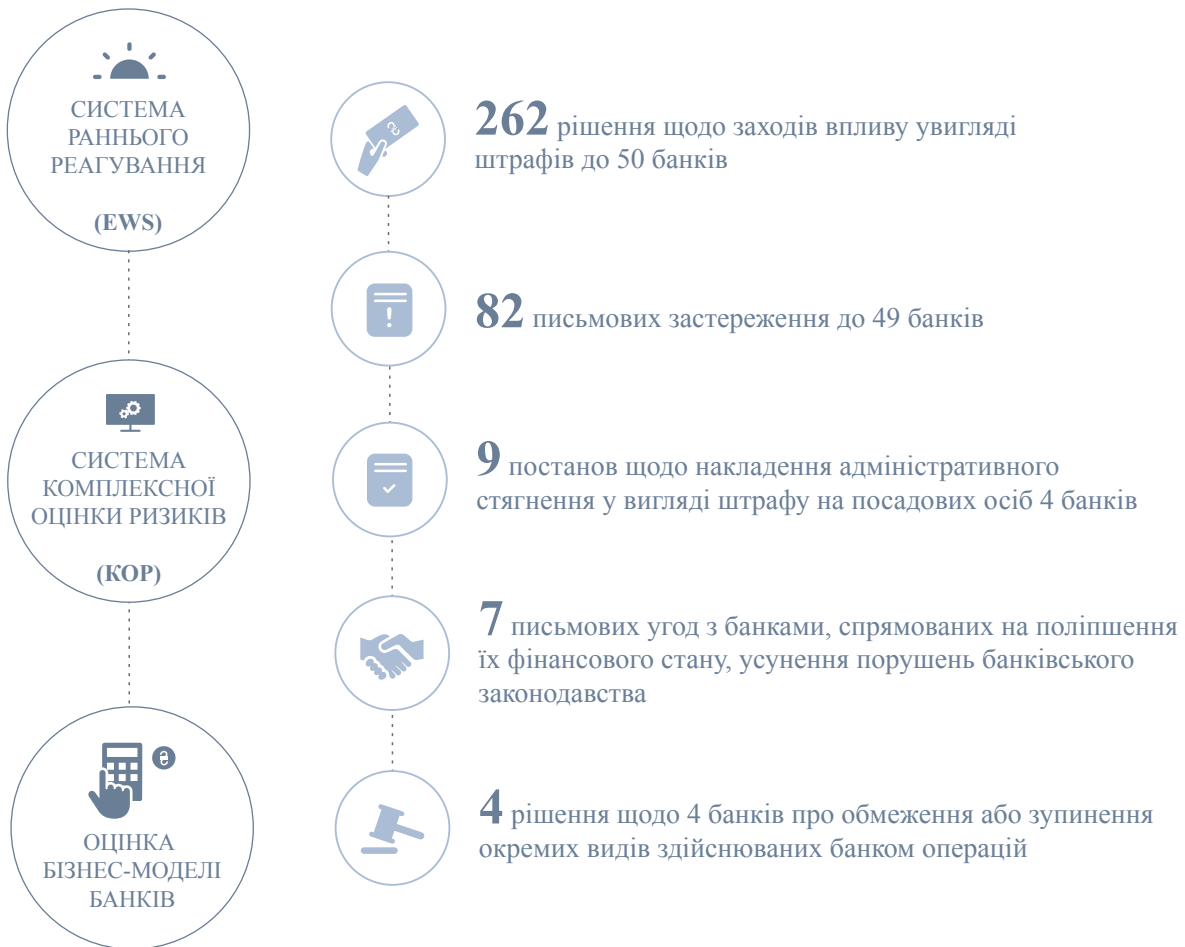 СИСТЕМА
РАННЬОГО
РЕАГУВАННЯ
(EWS)
СИСТЕМА
КОМПЛЕКСНОЇ
ОЦІНКИ РИЗИКІВ
(КОР)
ОЦІНКА
БІЗНЕС-МОДЕЛІ
БАНКІВ
262 рішення щодо заходів впливу увигляді
штрафів до 50 банків
82 письмових застереження до 49 банків
9 постанов щодо накладення адміністративного
стягнення у вигляді штрафу на посадових осіб 4 банків
7 письмових угод з банками, спрямованих на поліпшення
їх фінансового стану, усунення порушень банківського
законодавства
4 рішення щодо 4 банків про обмеження або зупинення
окремих видів здійснюваних банком операцій